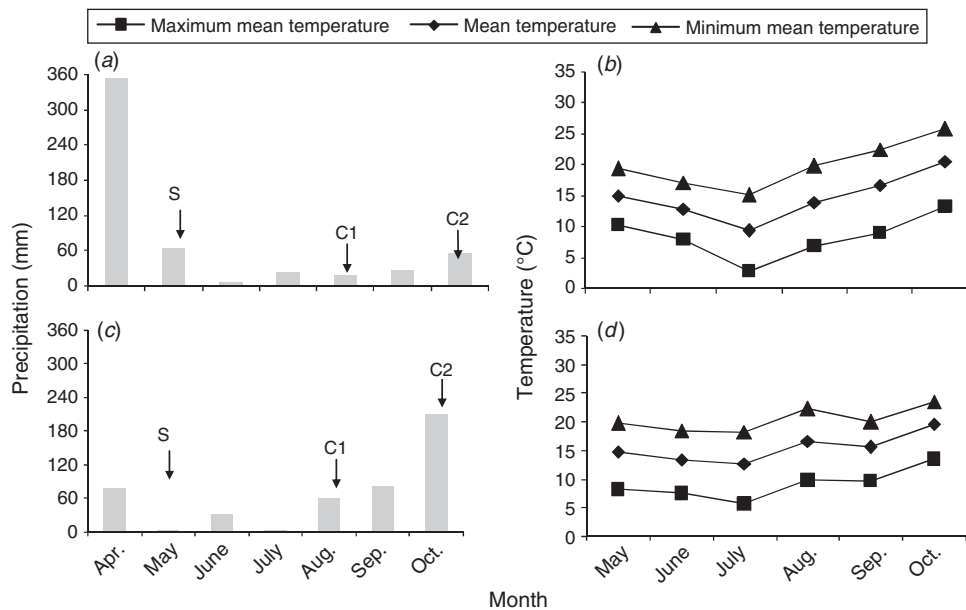 Maximum mean temperature Mean temperature Minimum mean temperature
(a)
360
300
240
180
120
60
0
S
C1
C2
(b)
35
30
25
20
15
10
5
0
Precipitation (mm)
Temperature (°C)
(c)
360
300
240
180
120
60
0
S
C1
C2
Apr. May June July Aug. Sep. Oct.
(d)
35
30
25
20
15
10
5
0
May June July Aug. Sep. Oct.
Month